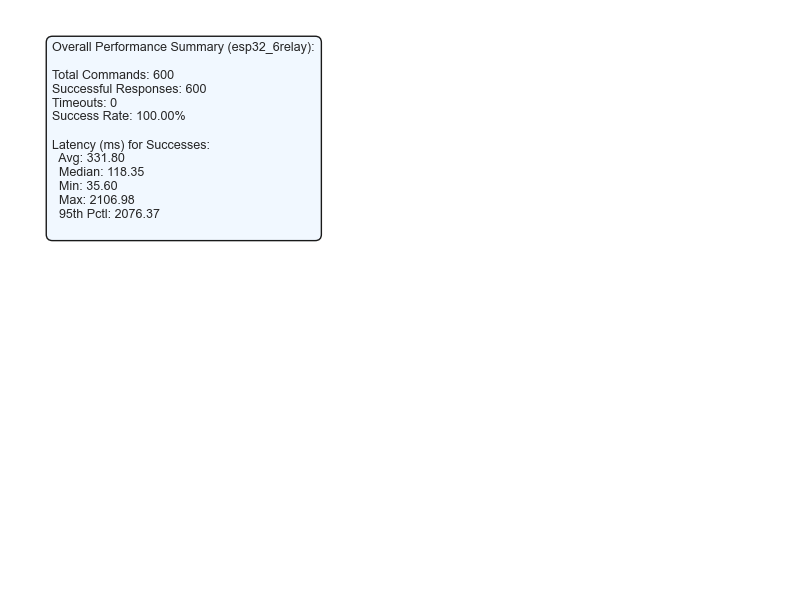 Overall Performance Summary (esp32_6relay):
Total Commands: 600
Successful Responses: 600
Timeouts: 0
Success Rate: 100.00%
Latency (ms) for Successes:
Avg: 331.80
Median: 118.35
Min: 35.60
Max: 2106.98
95th Pctl: 2076.37